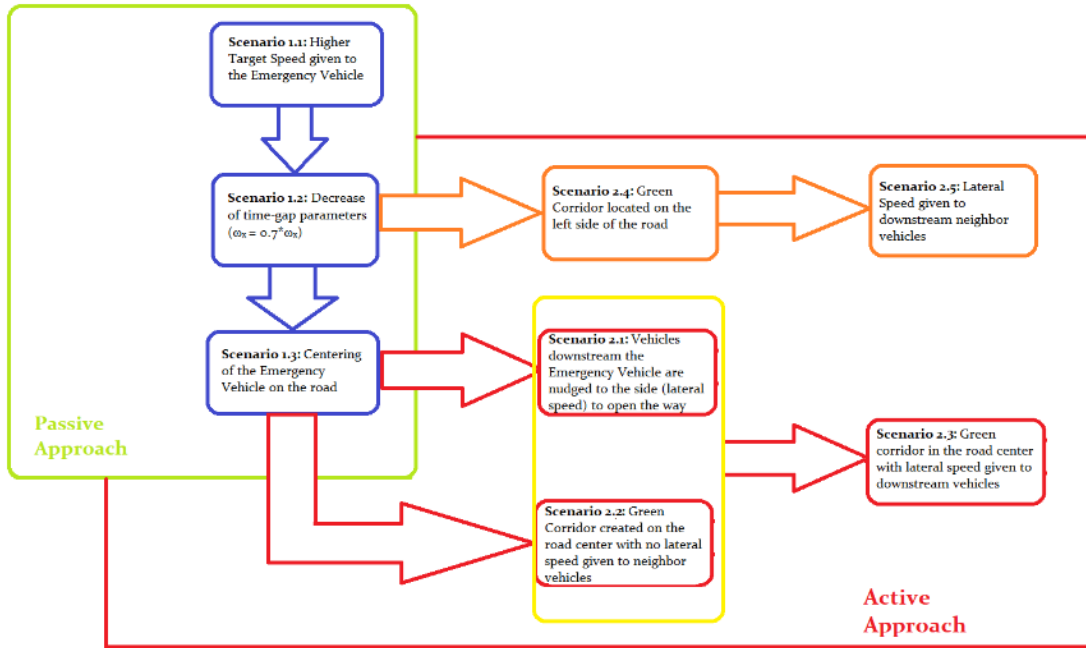 Scenario 1.1: Higher
Target Speed given to
the Emergency Vehicle
Scenario 1.2: Decrease
of time-gap parameters
(ωx = 0.7*ωx)
Scenario 2.4: Green
Corridor located on the
left side of the road
Scenario 2.5: Lateral
Speed given to
downstream neighbor
vehicles
Scenario 1.3: Centering
of the Emergency
Vehicle on the road
Scenario 2.1: Vehicles
downstream the
Emergency Vehicle are
nudged to the side (lateral
speed) to open the way
Passive
Approach
Scenario 2.3: Green
corridor in the road center
with lateral speed given to
downstream vehicles
Scenario 2.2: Green
Corridor created on the
road center with no lateral
speed given to neighbor
vehicles
Active
Approach